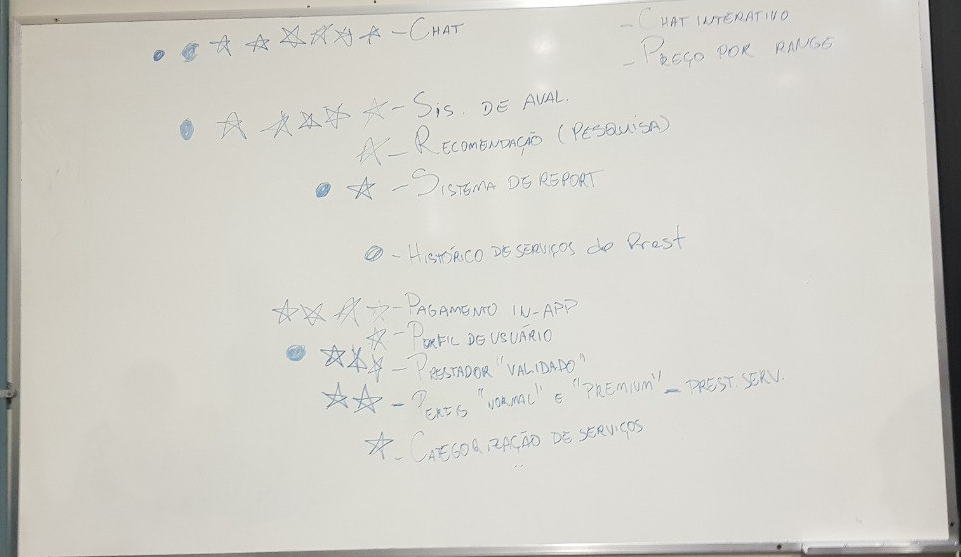 - CHAT
- CHAT INTERATIVO
- PREÇO POR RANGE
- SIS. DE AVAL.
- RECOMENDAÇÃO (PESQUISA)
- SISTEMA DE REPORT
- HISTÓRICO DE SERVIÇOS do Prest
- PAGAMENTO IN-APP
- PERFIL DE USUÁRIO
- PRESTADOR "VALIDADO"
- PERFIS "NORMAL" E "PREMIUM" - PREST. SERV.
- CATEGORIZAÇÃO DE SERVIÇOS